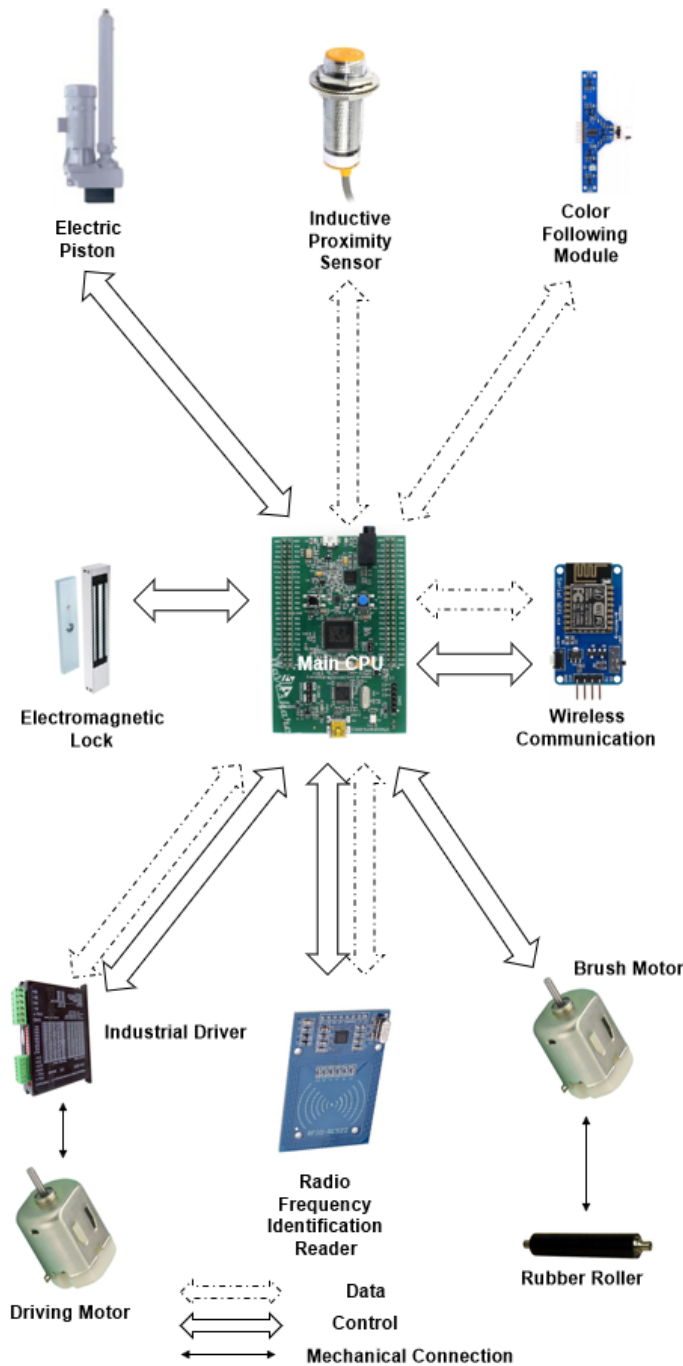 Electric
Piston
Inductive
Proximity
Sensor
Color
Following
Module
Main CPU
Electromagnetic
Lock
Wireless
Communication
Industrial Driver
Brush Motor
Radio
Frequency
Identification
Reader
Driving Motor
Rubber Roller
Data
Control
Mechanical Connection